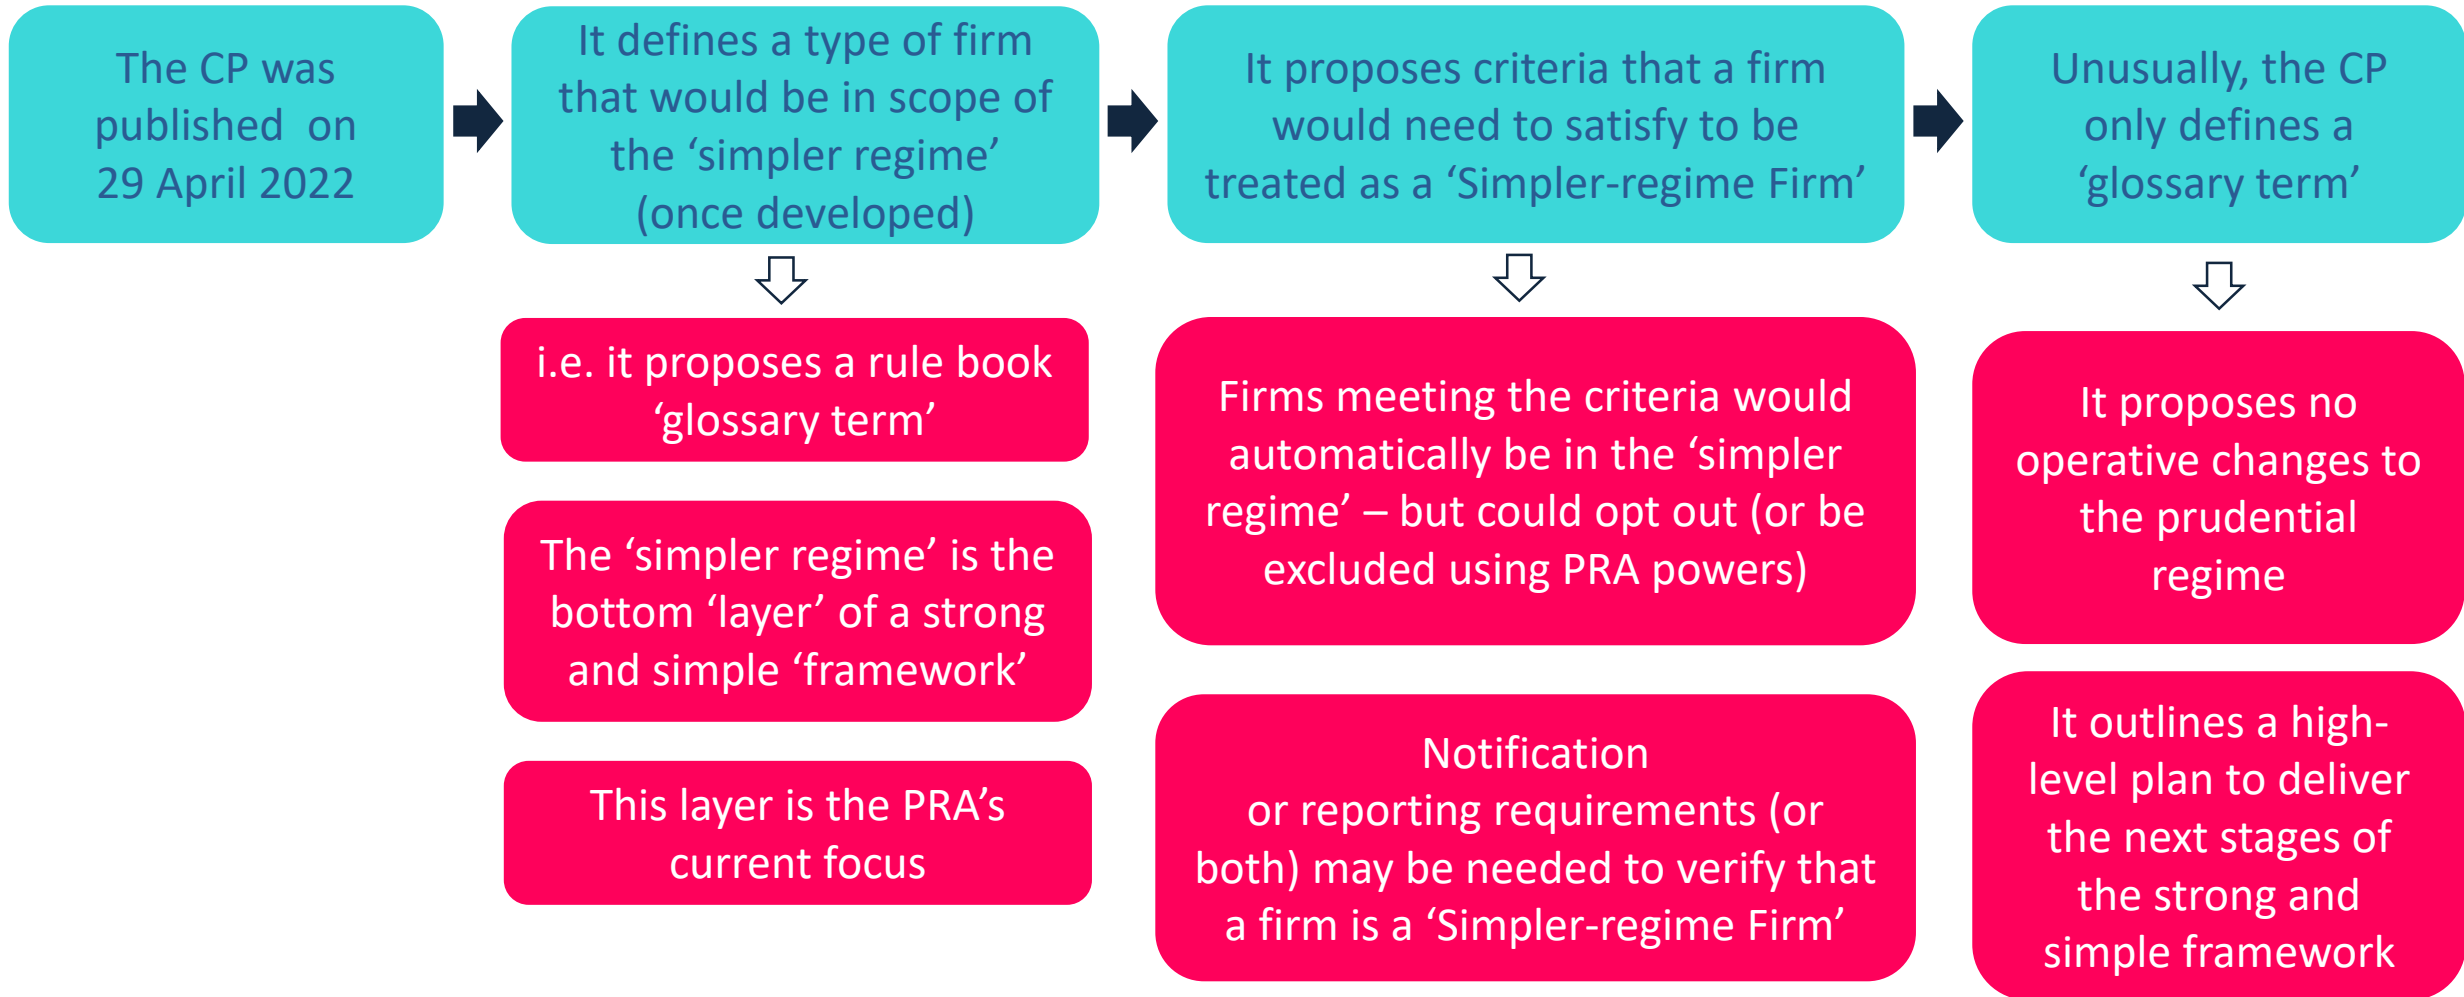 The CP was
published on
29 April 2022
It defines a type of firm
that would be in scope of
the ‘simpler regime’
(once developed)
It proposes criteria that a firm
would need to satisfy to be
treated as a ‘Simpler-regime Firm’
Unusually, the CP
only defines a
‘glossary term’
i.e. it proposes a rule book
‘glossary term’
The ‘simpler regime’ is the
bottom ‘layer’ of a strong
and simple ‘framework’
This layer is the PRA’s
current focus
Firms meeting the criteria would
automatically be in the ‘simpler
regime’ – but could opt out (or be
excluded using PRA powers)
Notification
or reporting requirements (or
both) may be needed to verify that
a firm is a ‘Simpler-regime Firm’
It proposes no
operative changes to
the prudential
regime
It outlines a high-
level plan to deliver
the next stages of
the strong and
simple framework